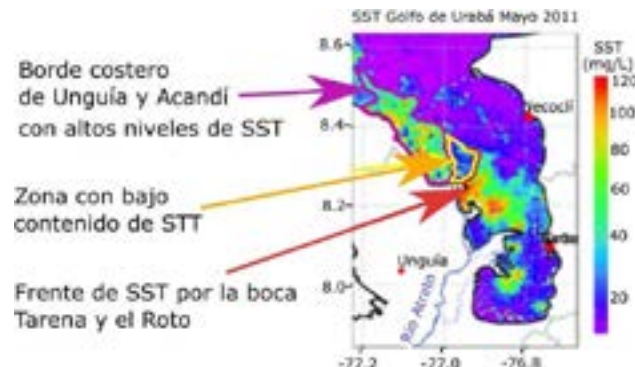 SST Golfo de Urabá Mayo 2011
SST
(mg/L)
120
100
80
60
40
20
8.6
8.4
8.2
8.0
-77.2
-77.0
-76.8
Borde costero
de Unguía y Acandí
con altos niveles de SST
Zona con bajo
contenido de STT
Frente de SST por la boca
Tarena y el Roto
Unguía
Rio Atrato